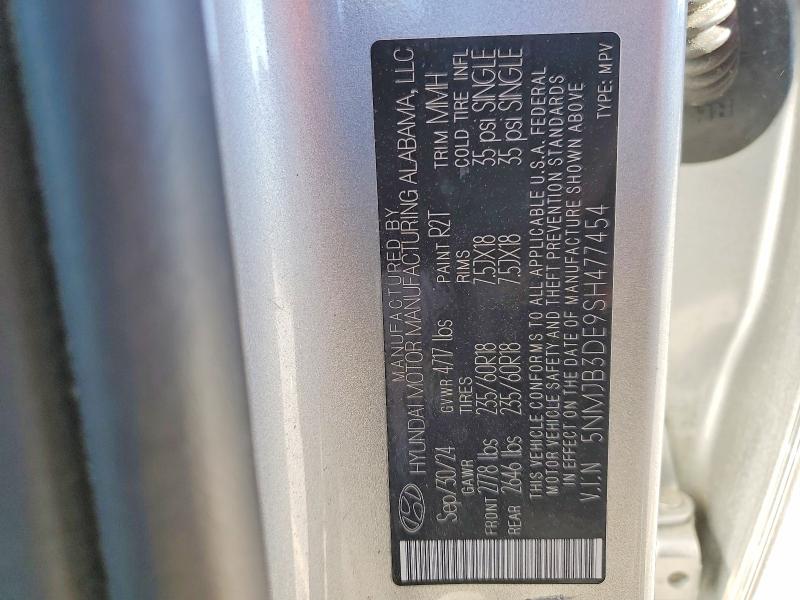 MANUFACTURED BY
HYUNDAI MOTOR MANUFACTURING ALABAMA, LLC
Sep/30/24 GVWR 4717 lbs PAINT R2T TRIM MMH
GAWR TIRES RIMS COLD TIRE INFL
FRONT 2778 lbs 235/60R18 7.5JX18 35 psi SINGLE
REAR 2646 lbs 235/60R18 7.5JX18 35 psi SINGLE
THIS VEHICLE CONFORMS TO ALL APPLICABLE U.S.A. FEDERAL
MOTOR VEHICLE SAFETY AND THEFT PREVENTION STANDARDS
IN EFFECT ON THE DATE OF MANUFACTURE SHOWN ABOVE
V.I.N 5NMJB3DE9SH477454 TYPE: MPV